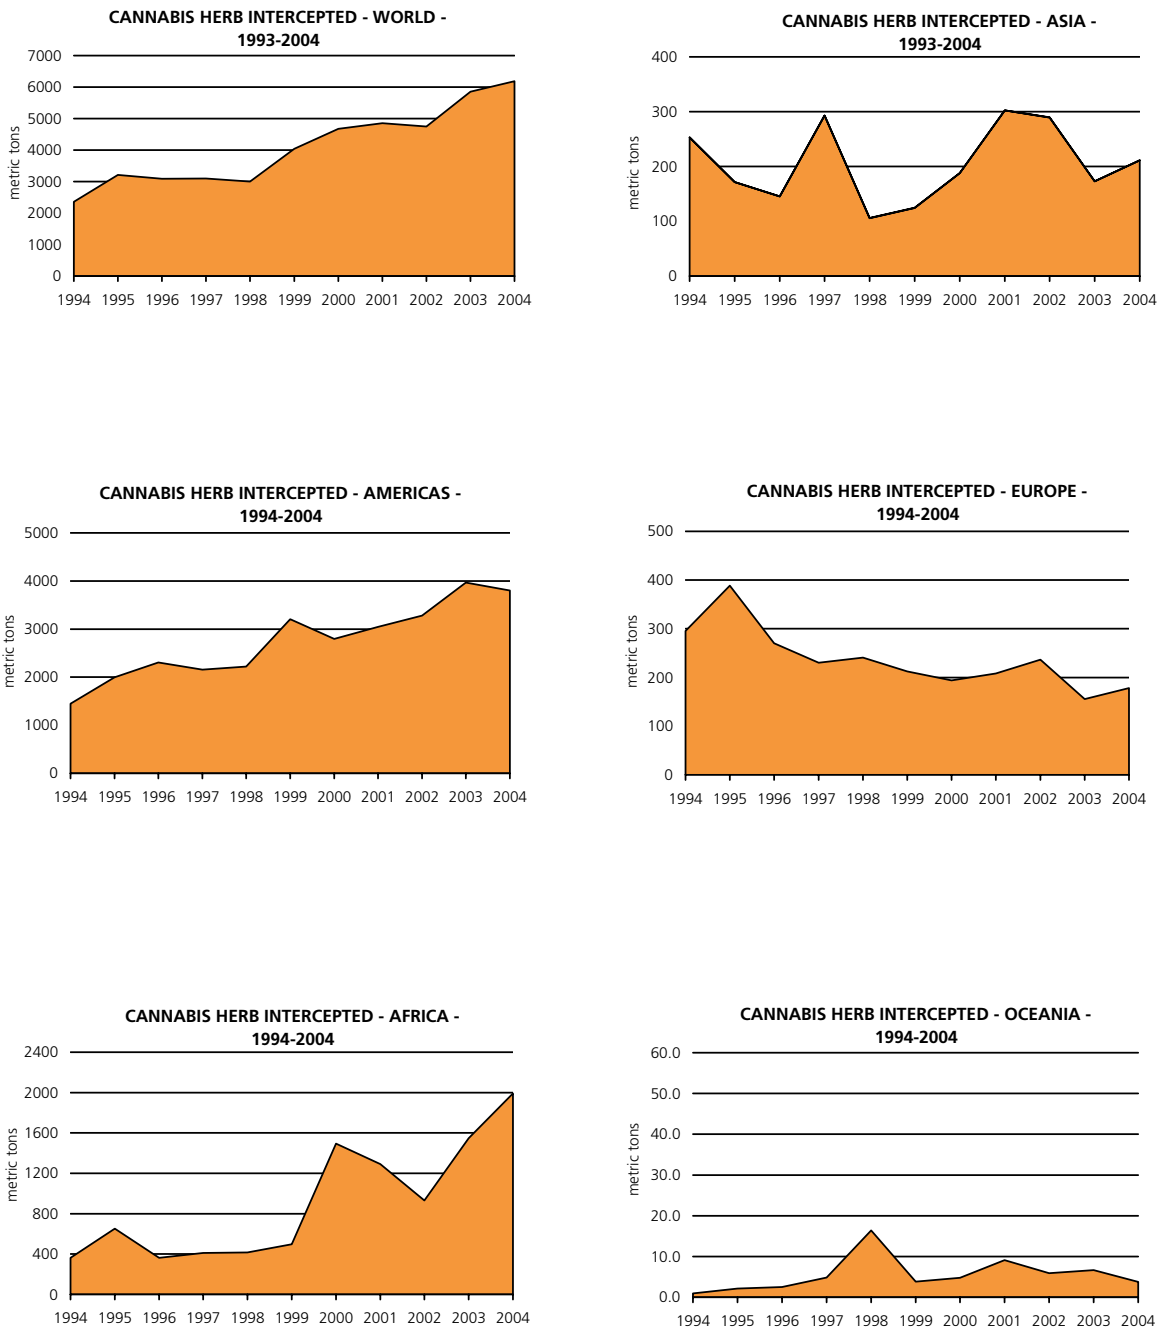 CANNABIS HERB INTERCEPTED - WORLD -
1993-2004
7000
6000
5000
4000
3000
2000
1000
0
metric tons
1994 1995 1996 1997 1998 1999 2000 2001 2002 2003 2004
CANNABIS HERB INTERCEPTED - ASIA -
1993-2004
400
300
200
100
0
metric tons
1994 1995 1996 1997 1998 1999 2000 2001 2002 2003 2004
CANNABIS HERB INTERCEPTED - AMERICAS -
1994-2004
5000
4000
3000
2000
1000
0
metric tons
1994 1995 1996 1997 1998 1999 2000 2001 2002 2003 2004
CANNABIS HERB INTERCEPTED - EUROPE -
1994-2004
500
400
300
200
100
0
metric tons
1994 1995 1996 1997 1998 1999 2000 2001 2002 2003 2004
CANNABIS HERB INTERCEPTED - AFRICA -
1994-2004
2400
2000
1600
1200
800
400
0
metric tons
1994 1995 1996 1997 1998 1999 2000 2001 2002 2003 2004
CANNABIS HERB INTERCEPTED - OCEANIA -
1994-2004
60.0
50.0
40.0
30.0
20.0
10.0
0.0
metric tons
1994 1995 1996 1997 1998 1999 2000 2001 2002 2003 2004